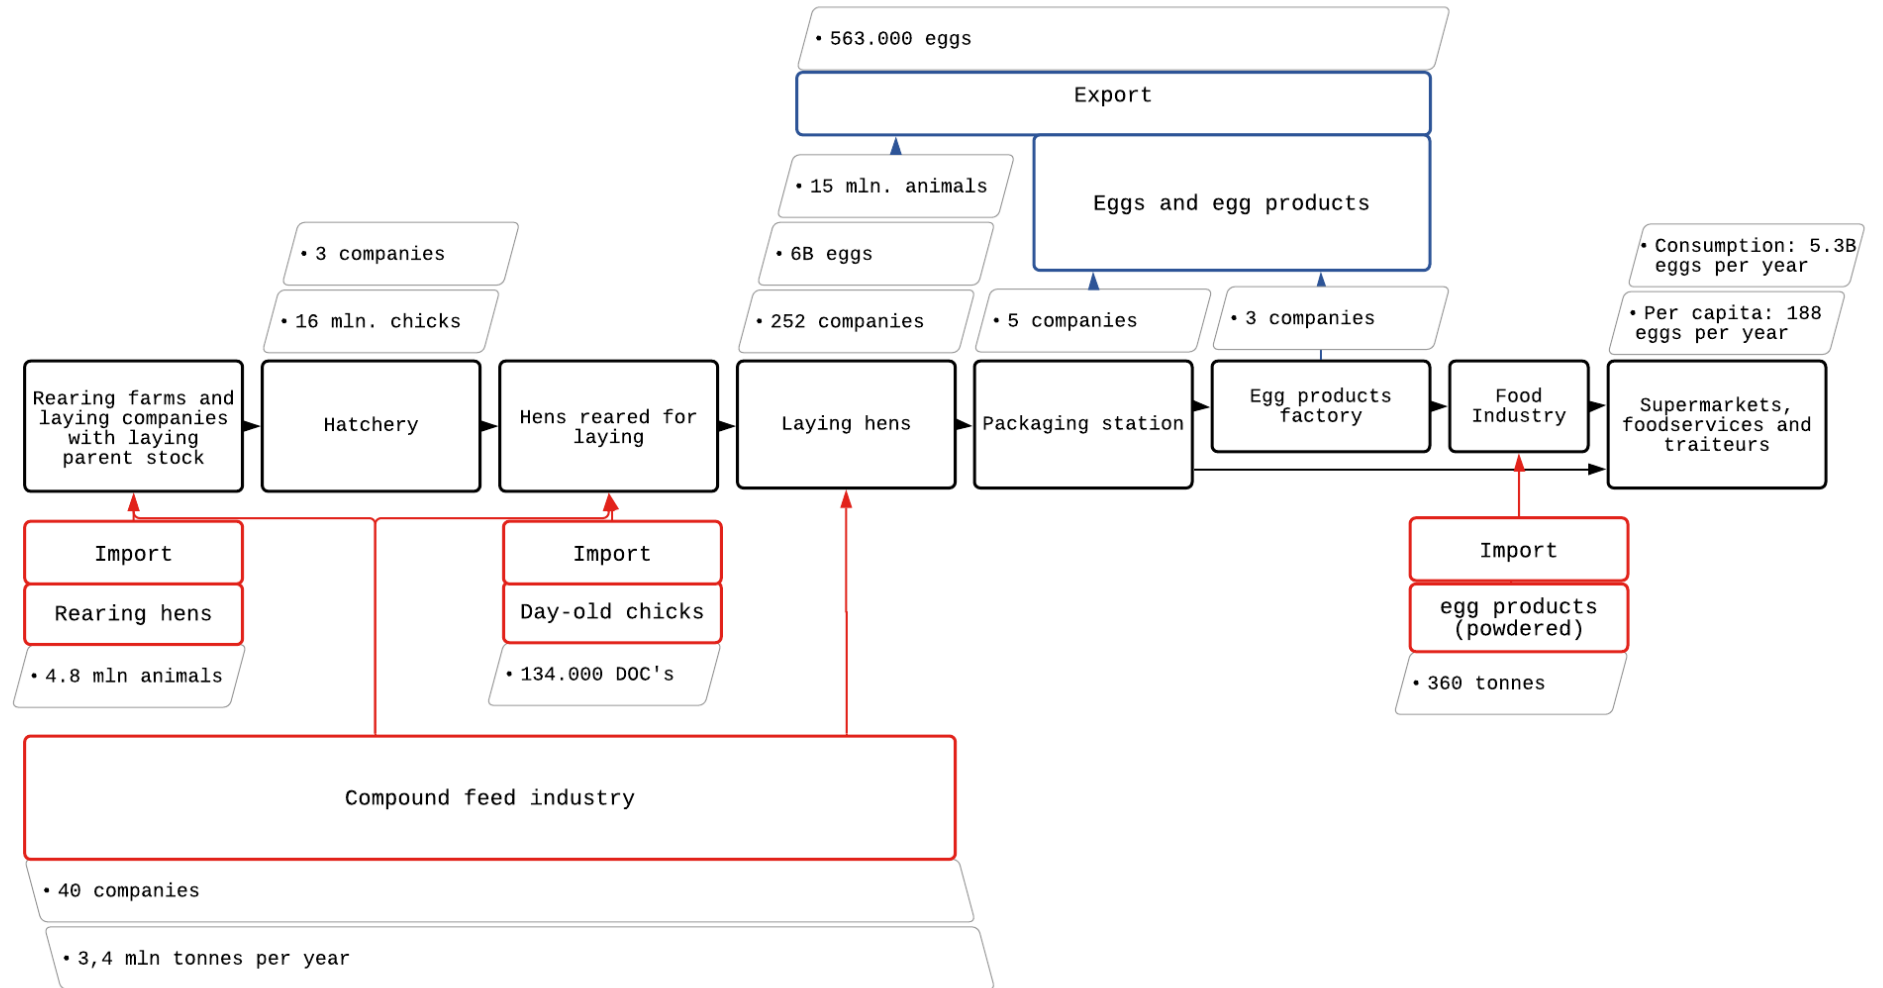 • 563.000 eggs
Export
• 15 mln. animals
Eggs and egg products
• 3 companies
• 6B eggs
• Consumption: 5.3B
eggs per year
• 16 mln. chicks
• 252 companies
• 5 companies
• 3 companies
• Per capita: 188
eggs per year
Rearing farms and
laying companies
with laying
parent stock
Hatchery
Hens reared for
laying
Laying hens
Packaging station
Egg products
factory
Food
Industry
Supermarkets,
foodservices and
traiteurs
Import
Rearing hens
• 4.8 mln animals
Import
Day-old chicks
• 134.000 DOC's
Import
egg products
(powdered)
• 360 tonnes
Compound feed industry
• 40 companies
• 3,4 mln tonnes per year